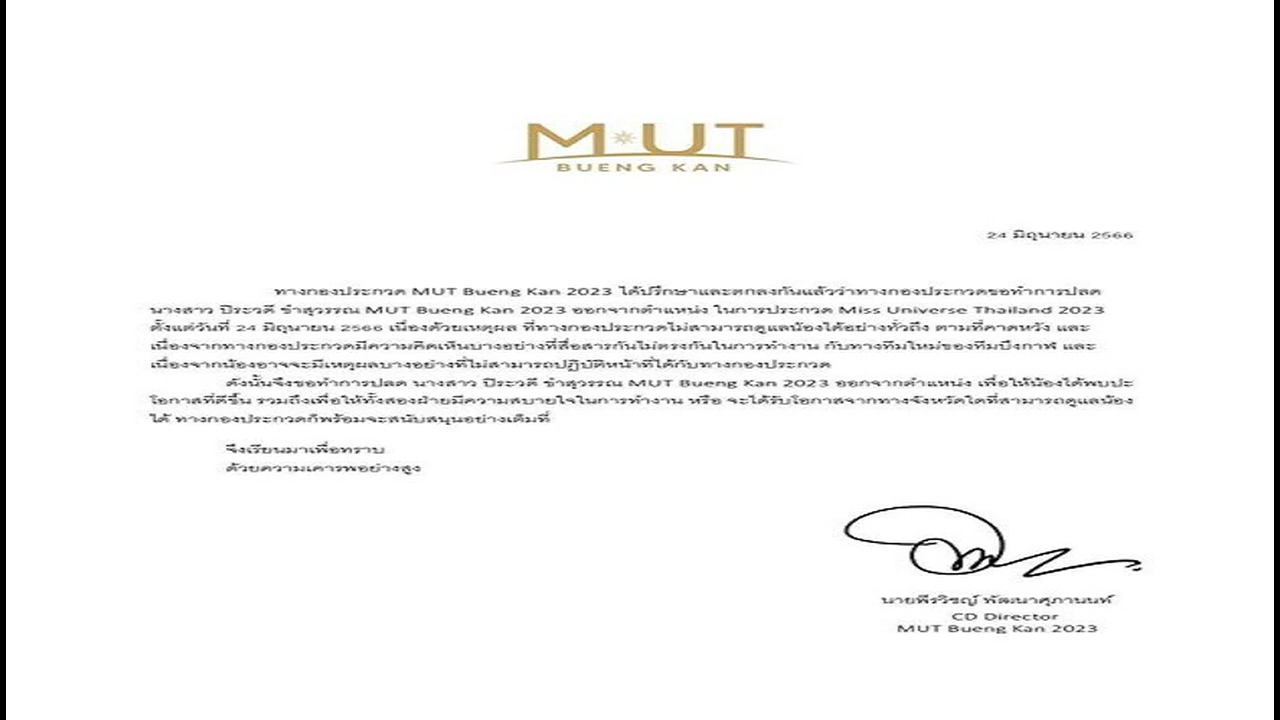 M UT
BUENG KAN
24 มิถุนายน 2566
ทางกองประกวด MUT Bueng Kan 2023 ได้ปรึกษาและตกลงกันแล้วว่าทางกองประกวดขอทำการปลด
นางสาว ปิระวดี ขำสุวรรณ MUT Bueng Kan 2023 ออกจากตำแหน่ง ในการประกวด Miss Universe Thailand 2023
ตั้งแต่วันที่ 24 มิถุนายน 2566 เนื่องด้วยเหตุผล ที่ทางกองประกวดไม่สามารถดูแลน้องได้อย่างทั่วถึง ตามที่คาดหวัง และ
เนื่องจากทางกองประกวดมีความคิดเห็นบางอย่างที่สื่อสารกันไม่ตรงกันในการทำงาน กับทางทีมใหม่ของทีมบึงกาฬ และ
เนื่องจากน้องอาจจะมีเหตุผลบางอย่างที่ไม่สามารถปฏิบัติหน้าที่ได้กับทางกองประกวด
ดังนั้นจึงขอทำการปลด นางสาว ปิระวดี ขำสุวรรณ MUT Bueng Kan 2023 ออกจากตำแหน่ง เพื่อให้น้องได้พบปะ
โอกาสที่ดีขึ้น รวมถึงเพื่อให้ทั้งสองฝ่ายมีความสบายใจในการทำงาน หรือ จะได้รับโอกาสจากทางจังหวัดใดที่สามารถดูแลน้อง
ได้ ทางกองประกวดก็พร้อมจะสนับสนุนอย่างเต็มที่
จึงเรียนมาเพื่อทราบ
ด้วยความเคารพอย่างสูง
นายพีรวิชญ์ พัฒนาศุภานนท์
CD Director
MUT Bueng Kan 2023